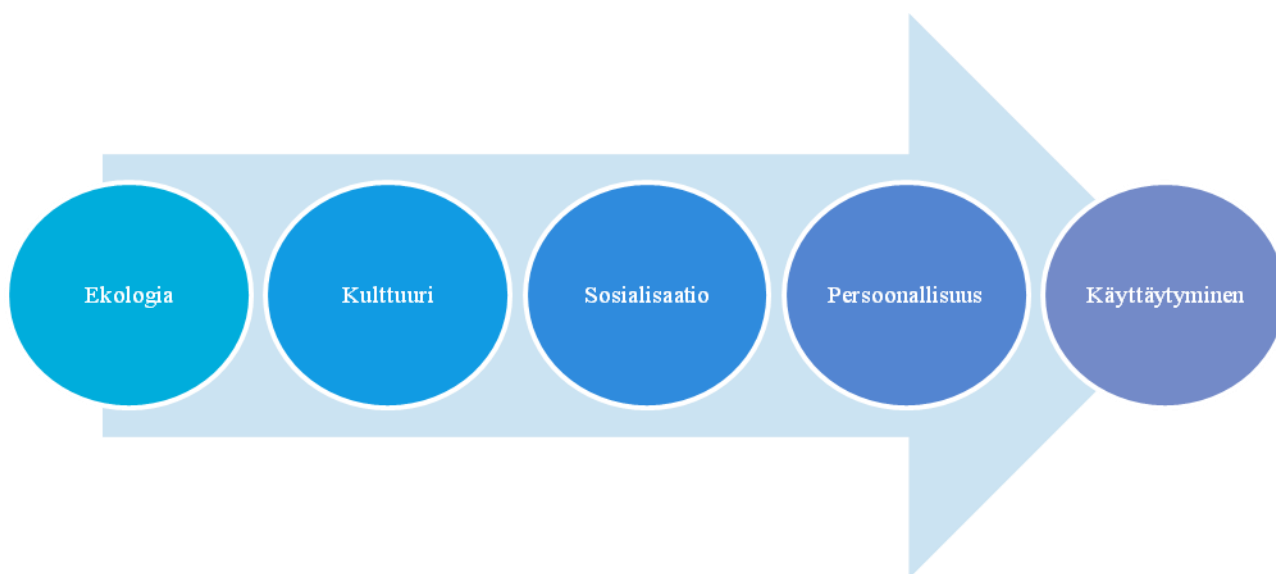 Ekologia
Kulttuuri
Sosialisaatio
Persoonallisuus
Käyttäytyminen